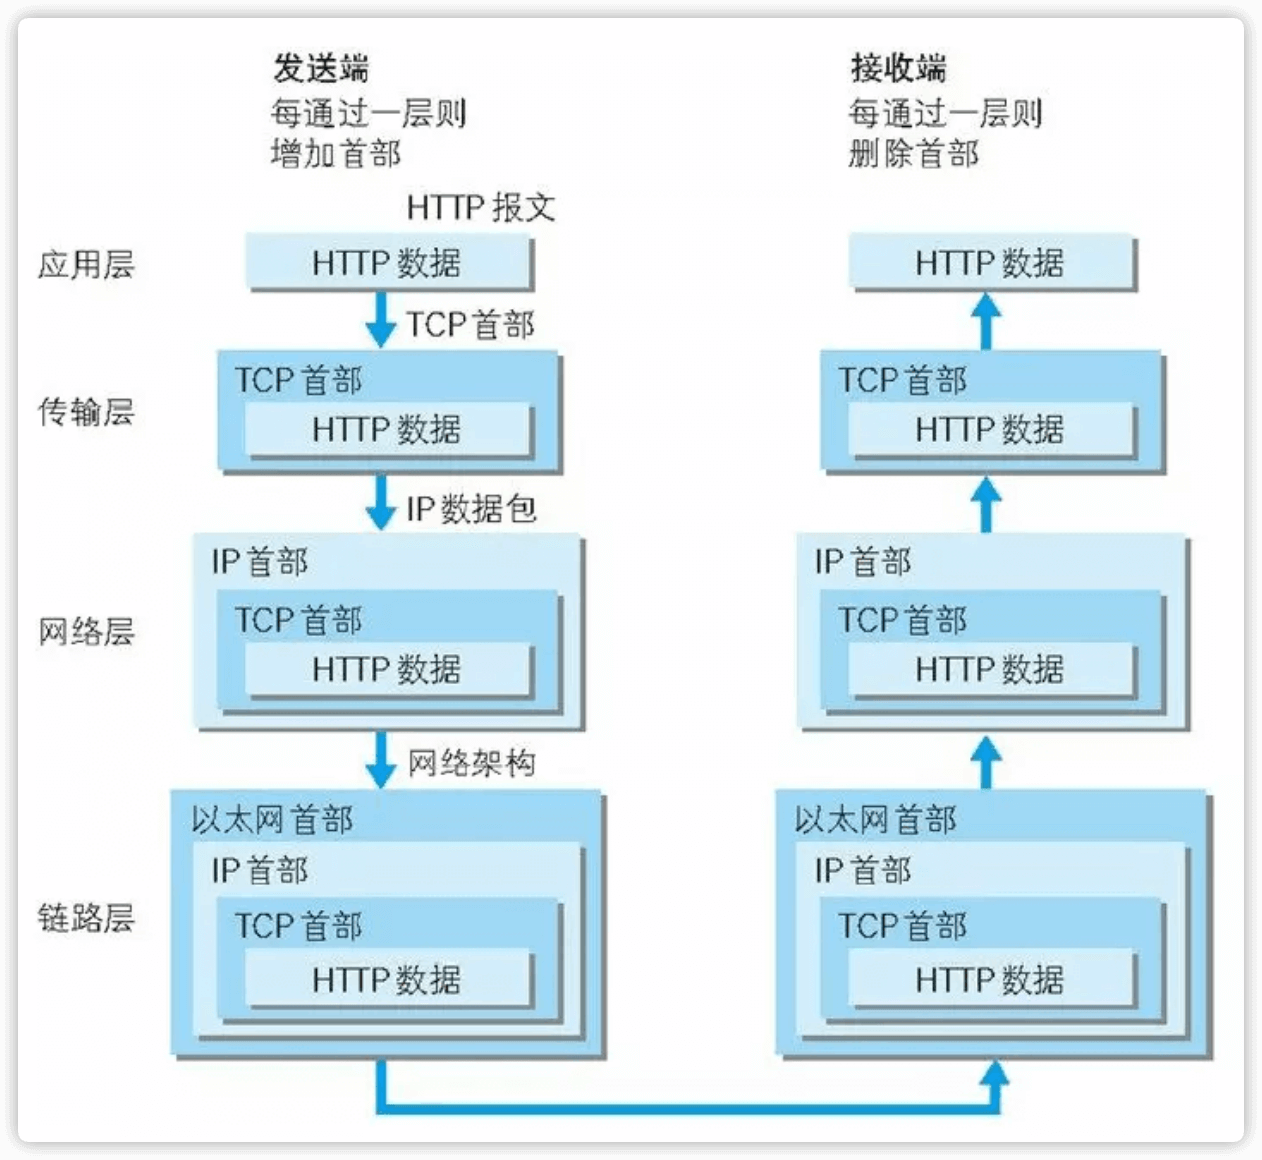 发送端
每通过一层则
增加首部
接收端
每通过一层则
删除首部
HTTP 报文
应用层
HTTP 数据
HTTP 数据
TCP 首部
传输层
TCP 首部
HTTP 数据
TCP 首部
HTTP 数据
IP 数据包
网络层
IP 首部
TCP 首部
HTTP 数据
IP 首部
TCP 首部
HTTP 数据
网络架构
链路层
以太网首部
IP 首部
TCP 首部
HTTP 数据
以太网首部
IP 首部
TCP 首部
HTTP 数据